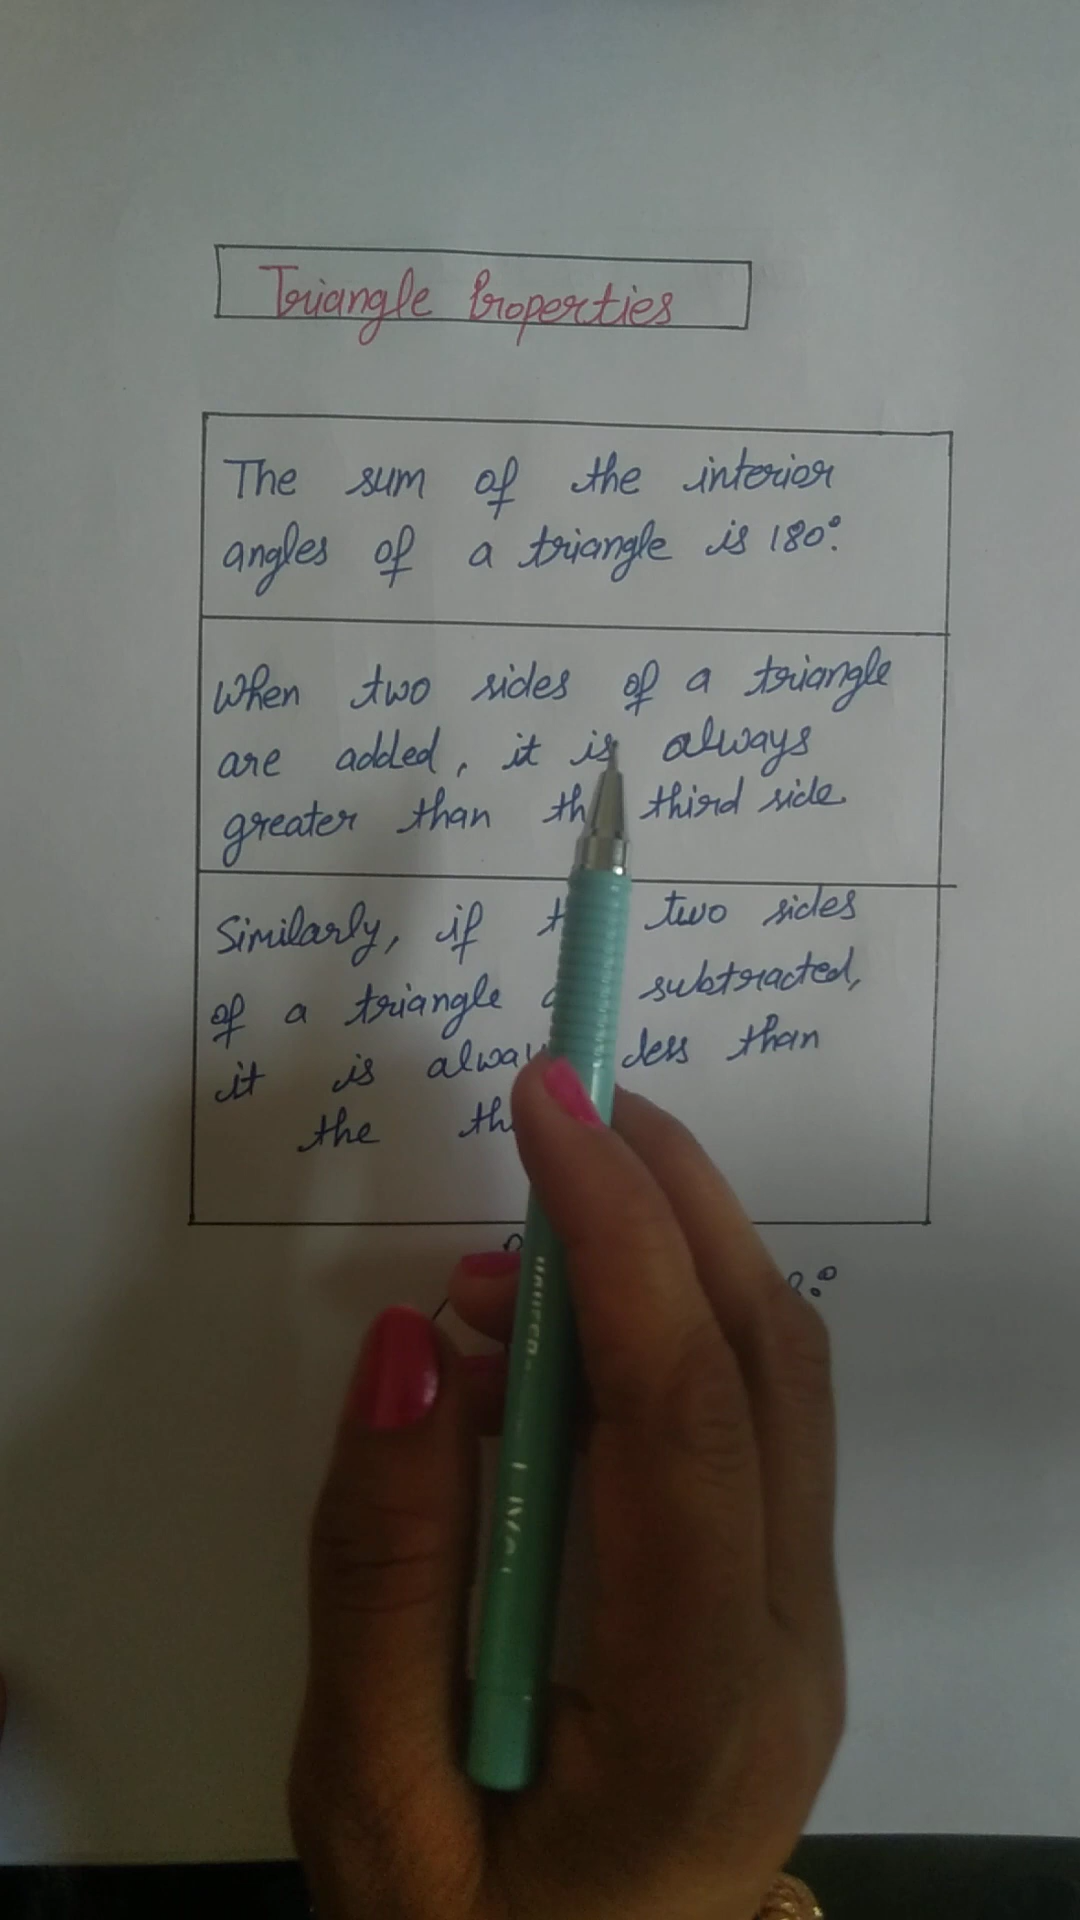 Triangle Properties
The sum of the interior
angles of a triangle is 180°.
When two sides of a triangle
are added, it is always
greater than third side.
Similarly, if two sides
of a triangle subtracted,
it is less than
the